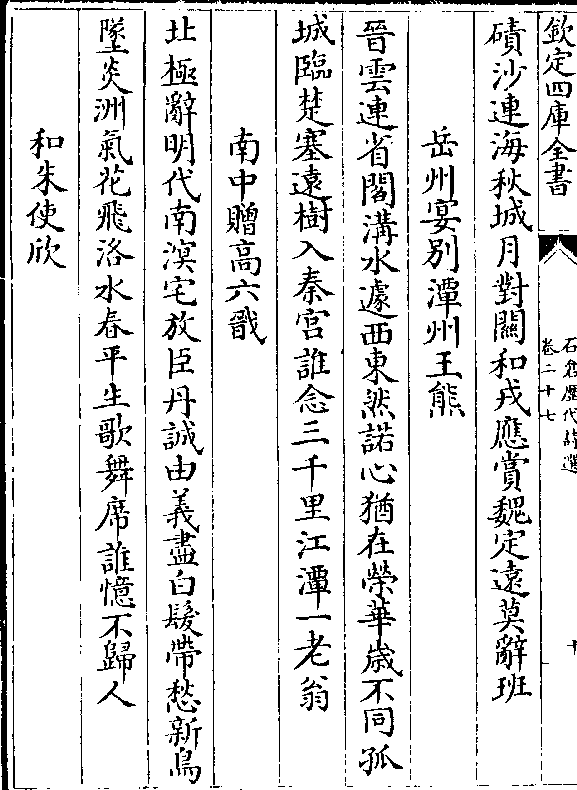 欽定四庫全書
石倉歷代詩選
卷二十七
十
磧沙連海秋城月對關和戎應賞魏定遠莫辭班
岳州宴別潭州王熊
晉雲連省閣溝水遽西東然諾心猶在榮華歲不同孤
城臨楚塞遠樹入秦宮誰念三千里江潭一老翁
南中贈高六戩
北極辭明代南溟宅放臣丹誠由義盡白髮帶愁新鳥
墜炎洲氣花飛洛水春平生歌舞席誰憶不歸人
和朱使欣